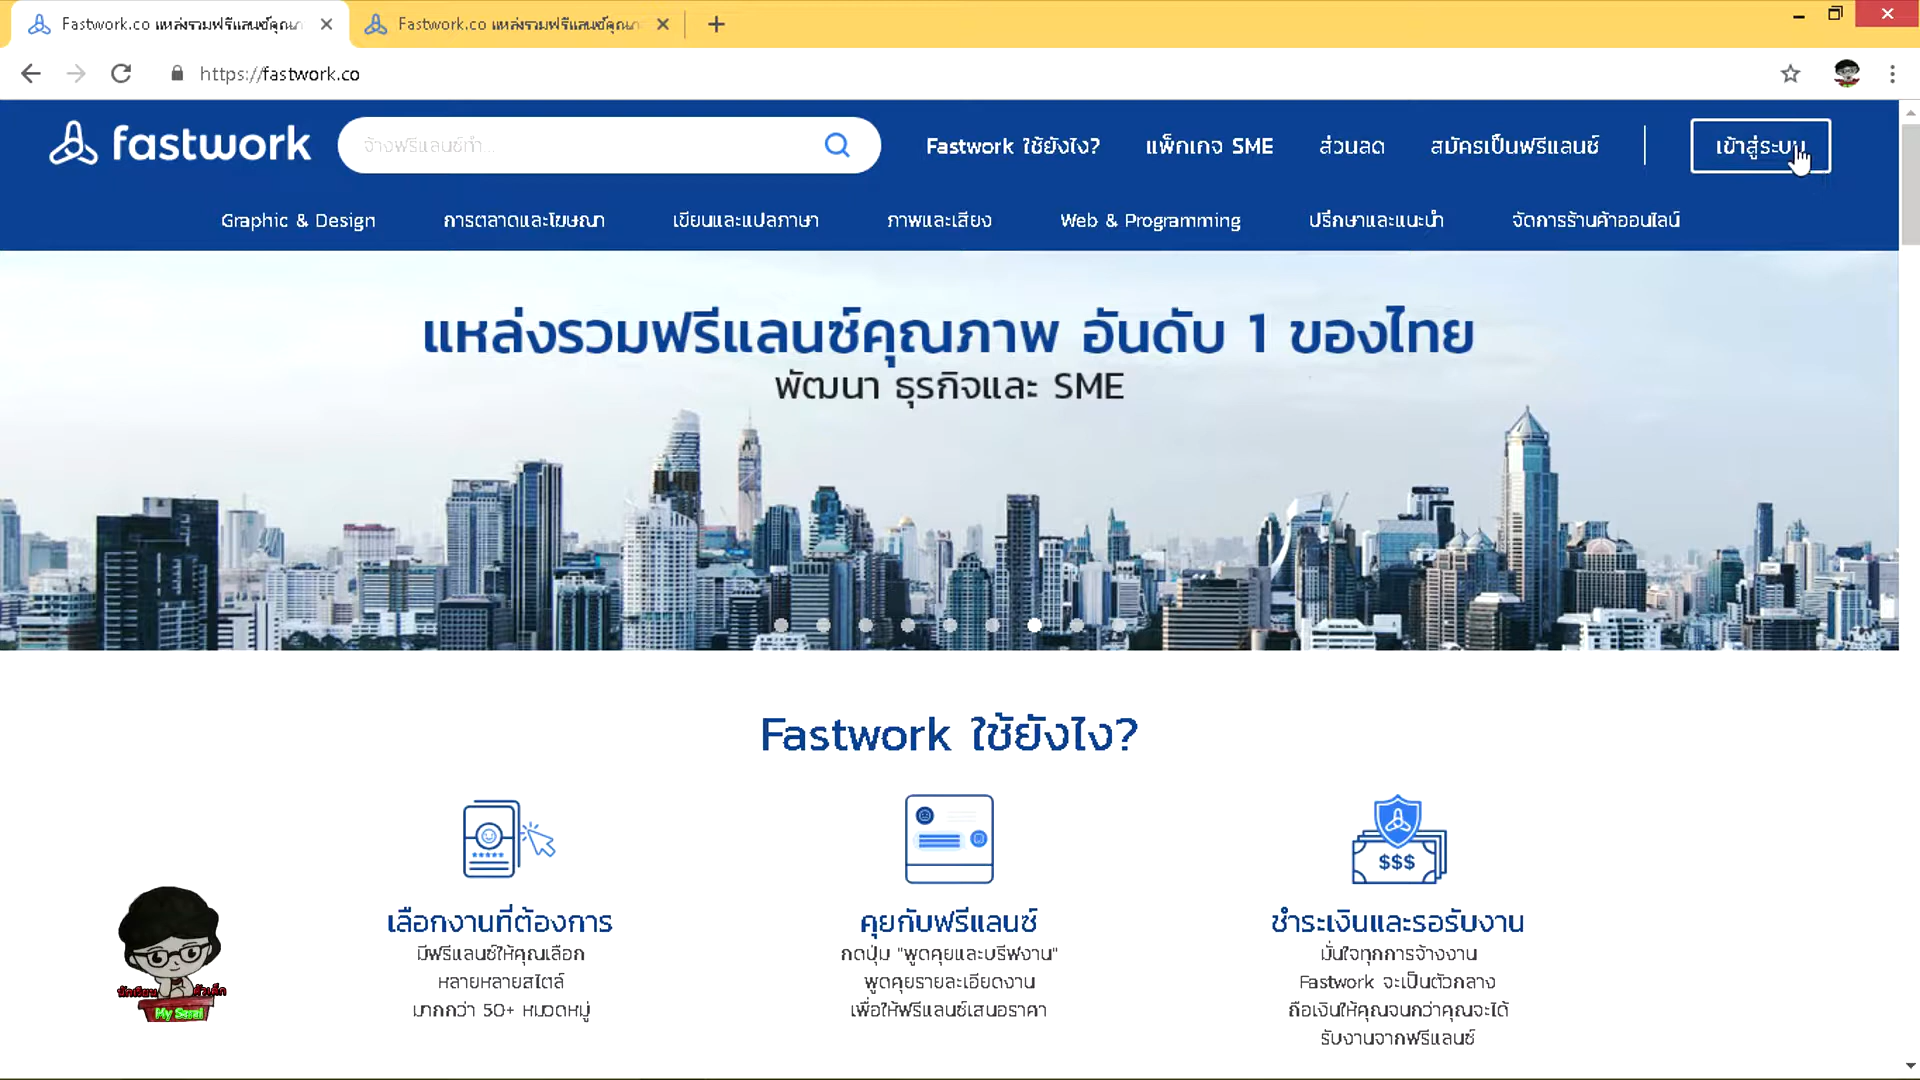 Fastwork.co แหล่งรวมฟรีแลนซ์คุณภ
Fastwork.co แหล่งรวมฟรีแลนซ์คุณภ
https://fastwork.co
fastwork
จ้างฟรีแลนซ์ทำ...
Fastwork ใช้ยังไง?
แพ็กเกจ SME
ส่วนลด
สมัครเป็นฟรีแลนซ์
เข้าสู่ระบบ
Graphic & Design
การตลาดและโฆษณา
เขียนและแปลภาษา
ภาพและเสียง
Web & Programming
ปรึกษาและแนะนำ
จัดการร้านค้าออนไลน์
แหล่งรวมฟรีแลนซ์คุณภาพ อันดับ 1 ของไทย
พัฒนา ธุรกิจและ SME
Fastwork ใช้ยังไง?
$$$
เลือกงานที่ต้องการ
มีฟรีแลนซ์ให้คุณเลือก
หลายหลายสไตล์
มากกว่า 50+ หมวดหมู่
คุยกับฟรีแลนซ์
กดปุ่ม "พูดคุยและบรีฟงาน"
พูดคุยรายละเอียดงาน
เพื่อให้ฟรีแลนซ์เสนอราคา
ชำระเงินและรอรับงาน
มั่นใจทุกการจ้างงาน
Fastwork จะเป็นตัวกลาง
ถือเงินให้คุณจนกว่าคุณจะได้
รับงานจากฟรีแลนซ์
นักเรียน
ตัวเล็ก